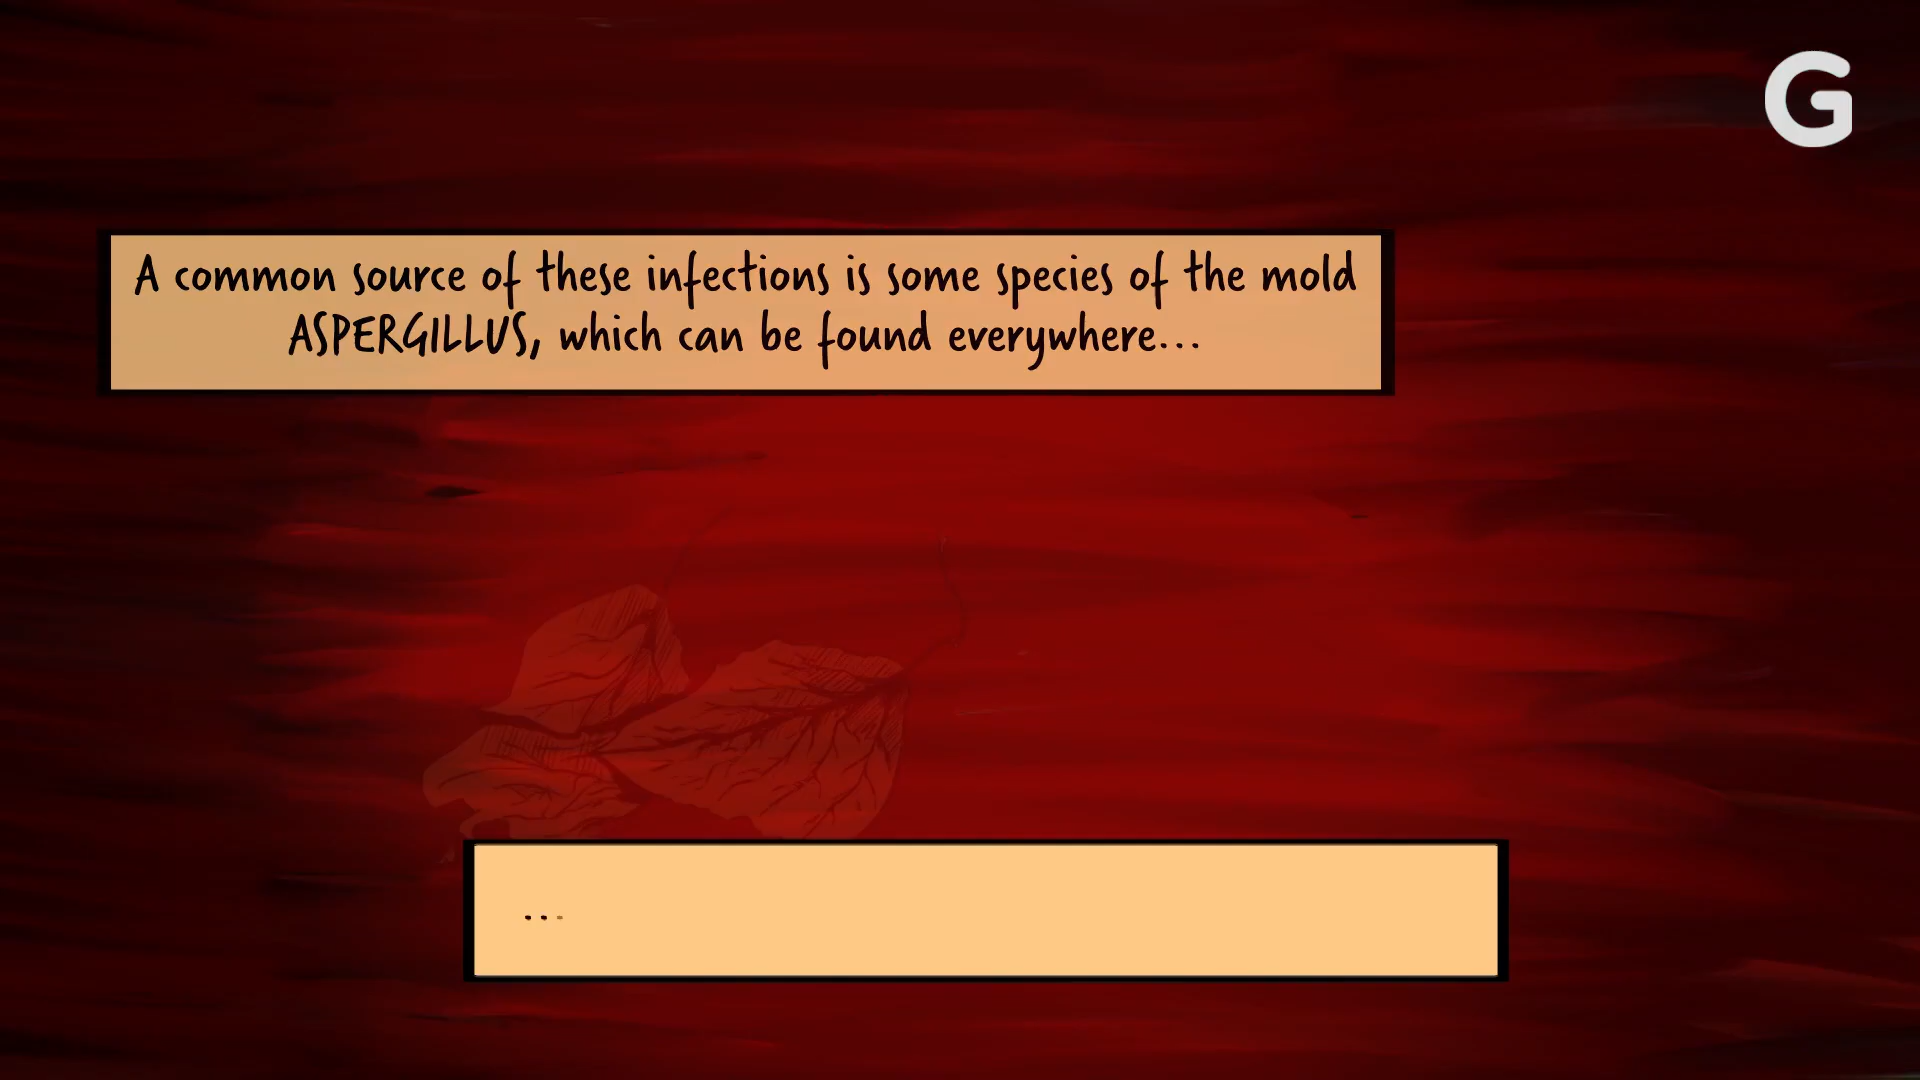 G
A common source of these infections is some species of the mold
ASPERGILLUS, which can be found everywhere...
...